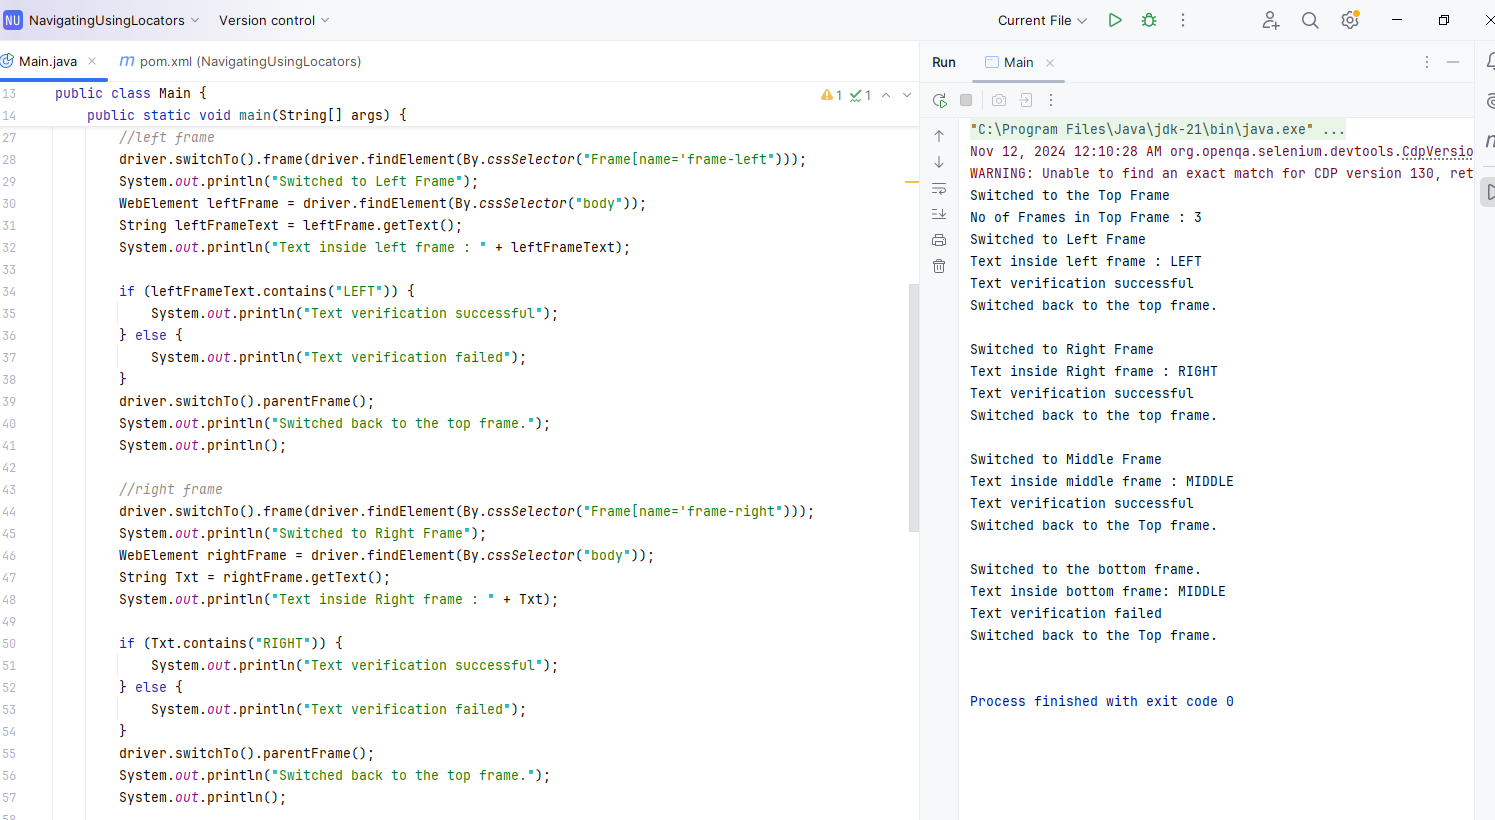 NU NavigatingUsingLocators Version control Current File
Main.java pom.xml (NavigatingUsingLocators)
13 public class Main {
14 public static void main(String[] args) {
1 1
27 //left frame
28 driver.switchTo().frame(driver.findElement(By.cssSelector("Frame[name='frame-left")));
29 System.out.println("Switched to Left Frame");
30 WebElement leftFrame = driver.findElement(By.cssSelector("body"));
31 String leftFrameText = leftFrame.getText();
32 System.out.println("Text inside left frame : " + leftFrameText);
33
34 if (leftFrameText.contains("LEFT")) {
35 System.out.println("Text verification successful");
36 } else {
37 System.out.println("Text verification failed");
38 }
39 driver.switchTo().parentFrame();
40 System.out.println("Switched back to the top frame.");
41 System.out.println();
42
43 //right frame
44 driver.switchTo().frame(driver.findElement(By.cssSelector("Frame[name='frame-right")));
45 System.out.println("Switched to Right Frame");
46 WebElement rightFrame = driver.findElement(By.cssSelector("body"));
47 String Txt = rightFrame.getText();
48 System.out.println("Text inside Right frame : " + Txt);
49
50 if (Txt.contains("RIGHT")) {
51 System.out.println("Text verification successful");
52 } else {
53 System.out.println("Text verification failed");
54 }
55 driver.switchTo().parentFrame();
56 System.out.println("Switched back to the top frame.");
57 System.out.println();
58
Run Main
"C:\Program Files\Java\jdk-21\bin\java.exe" ...
Nov 12, 2024 12:10:28 AM org.openqa.selenium.devtools.CdpVersio
WARNING: Unable to find an exact match for CDP version 130, ret
Switched to the Top Frame
No of Frames in Top Frame : 3
Switched to Left Frame
Text inside left frame : LEFT
Text verification successful
Switched back to the top frame.
Switched to Right Frame
Text inside Right frame : RIGHT
Text verification successful
Switched back to the top frame.
Switched to Middle Frame
Text inside middle frame : MIDDLE
Text verification successful
Switched back to the Top frame.
Switched to the bottom frame.
Text inside bottom frame: MIDDLE
Text verification failed
Switched back to the Top frame.
Process finished with exit code 0